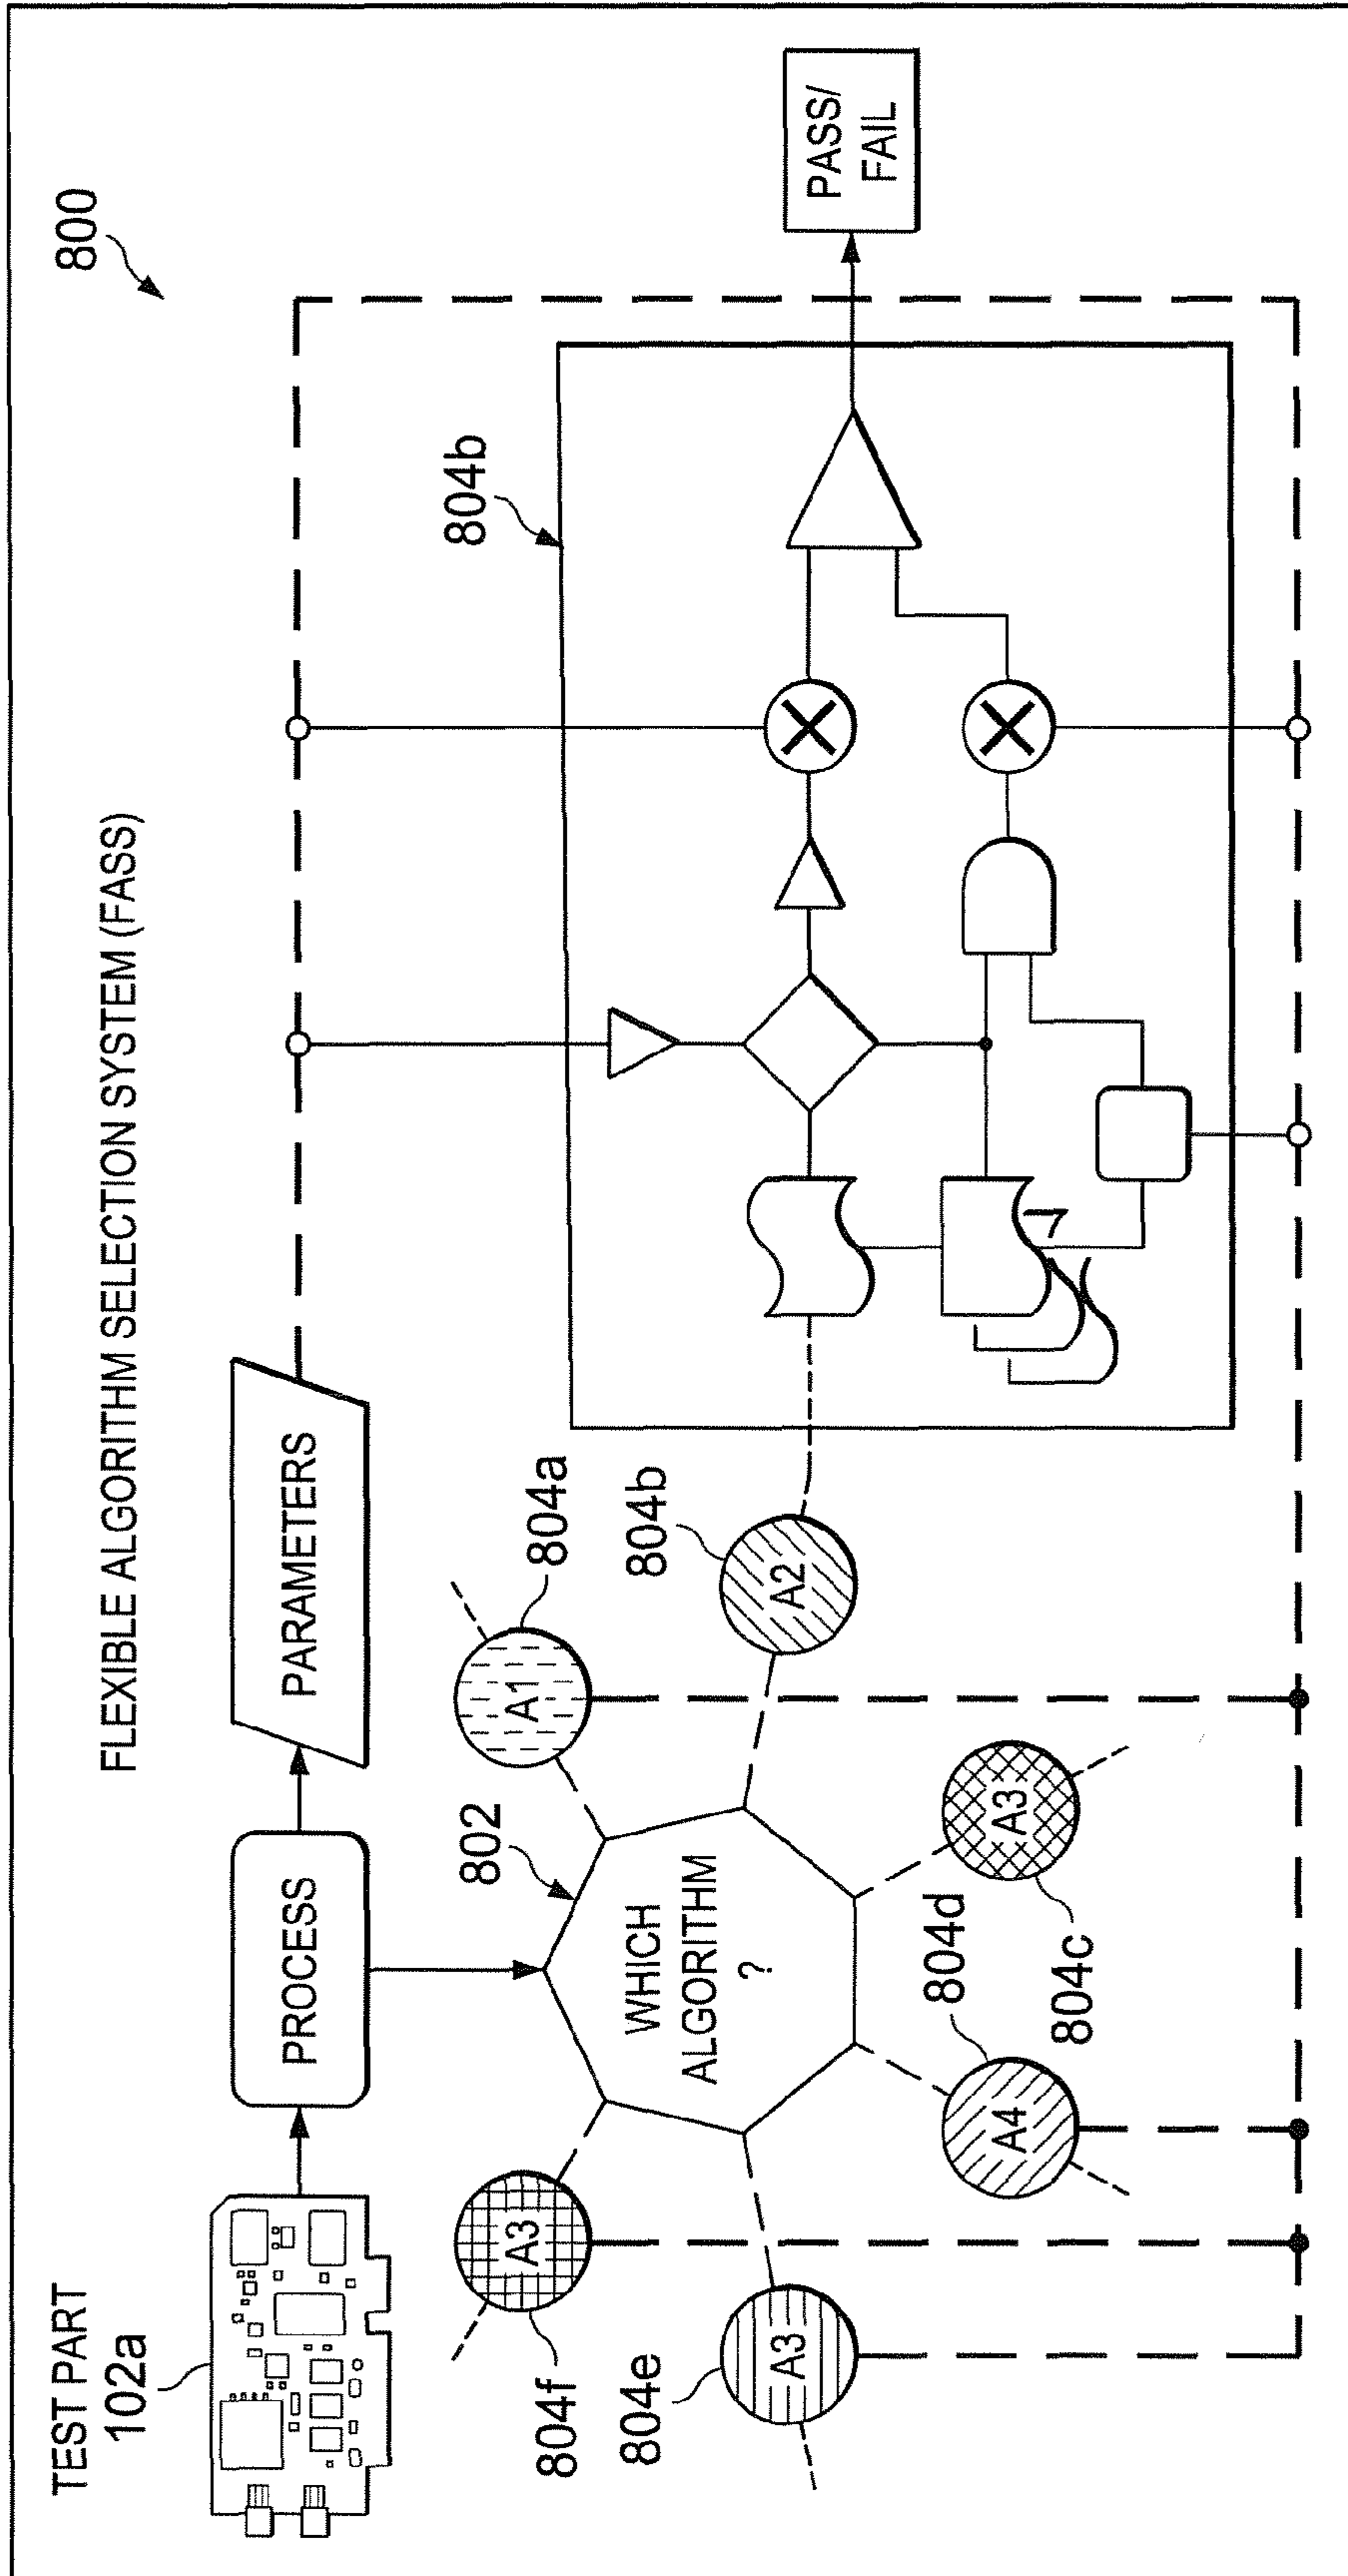 FLEXIBLE ALGORITHM SELECTION SYSTEM (FASS)
800
TEST PART
102a
PROCESS
PARAMETERS
802
WHICH
ALGORITHM
?
A1
804a
A2
804b
A3
804c
A4
804d
A3
804e
A3
804f
804b
PASS/
FAIL